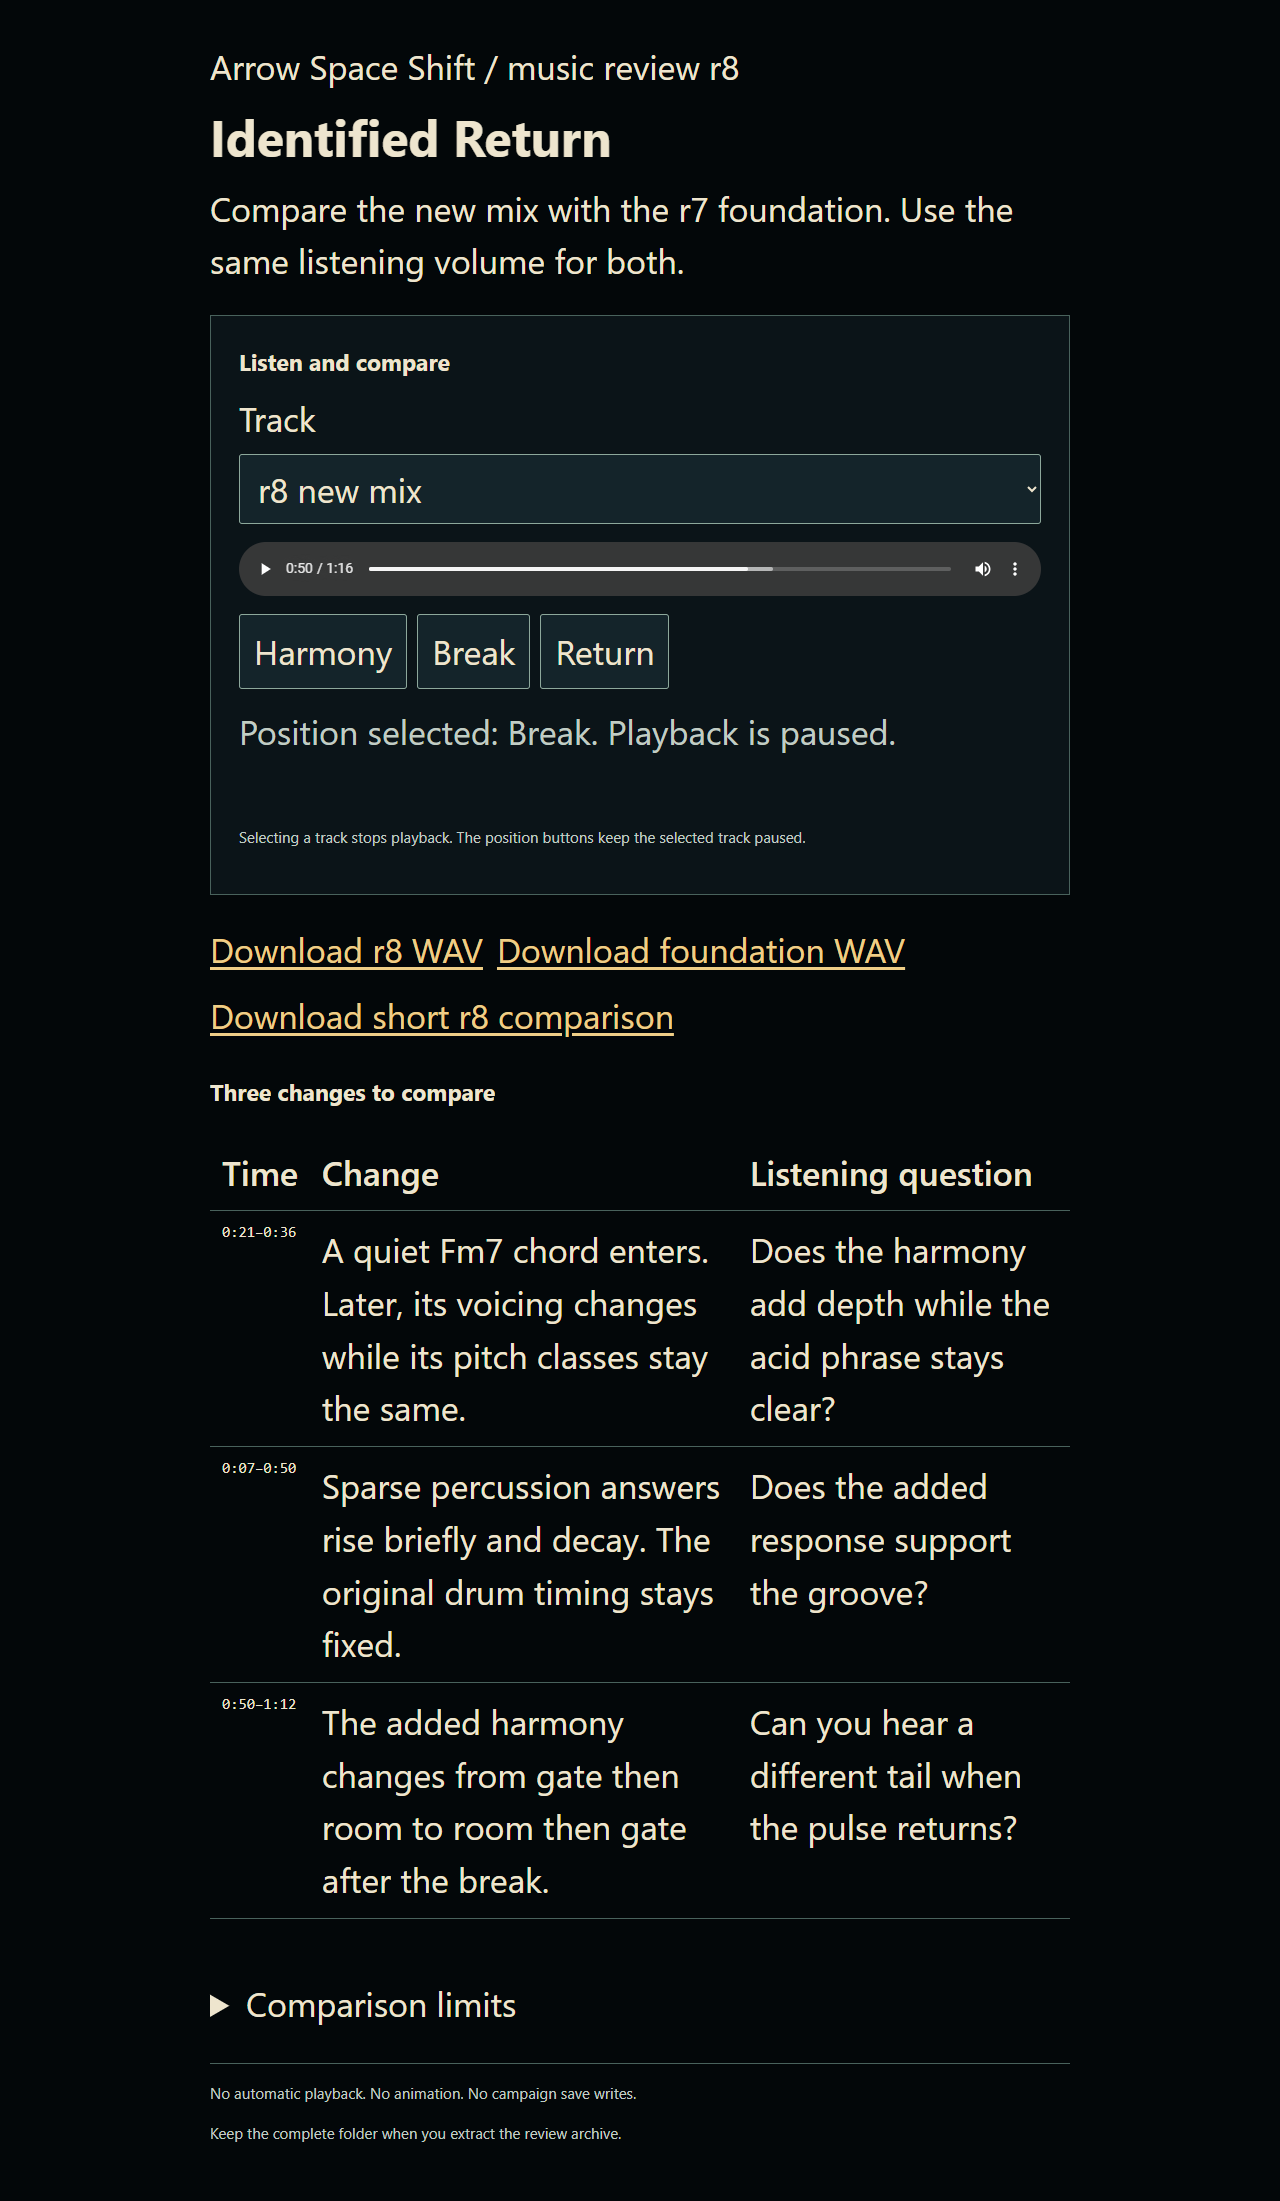 Arrow Space Shift / music review r8
Identified Return
Compare the new mix with the r7 foundation. Use the
same listening volume for both.
Listen and compare
Track
r8 new mix
0:50 / 1:16
Harmony Break Return
Position selected: Break. Playback is paused.
Selecting a track stops playback. The position buttons keep the selected track paused.
Download r8 WAV Download foundation WAV
Download short r8 comparison
Three changes to compare
Time Change Listening question
0:21–0:36 A quiet Fm7 chord enters. Does the harmony
Later, its voicing changes add depth while the
while its pitch classes stay acid phrase stays
the same. clear?
0:07–0:50 Sparse percussion answers Does the added
rise briefly and decay. The response support
original drum timing stays the groove?
fixed.
0:50–1:12 The added harmony Can you hear a
changes from gate then different tail when
room to room then gate the pulse returns?
after the break.
Comparison limits
No automatic playback. No animation. No campaign save writes.
Keep the complete folder when you extract the review archive.